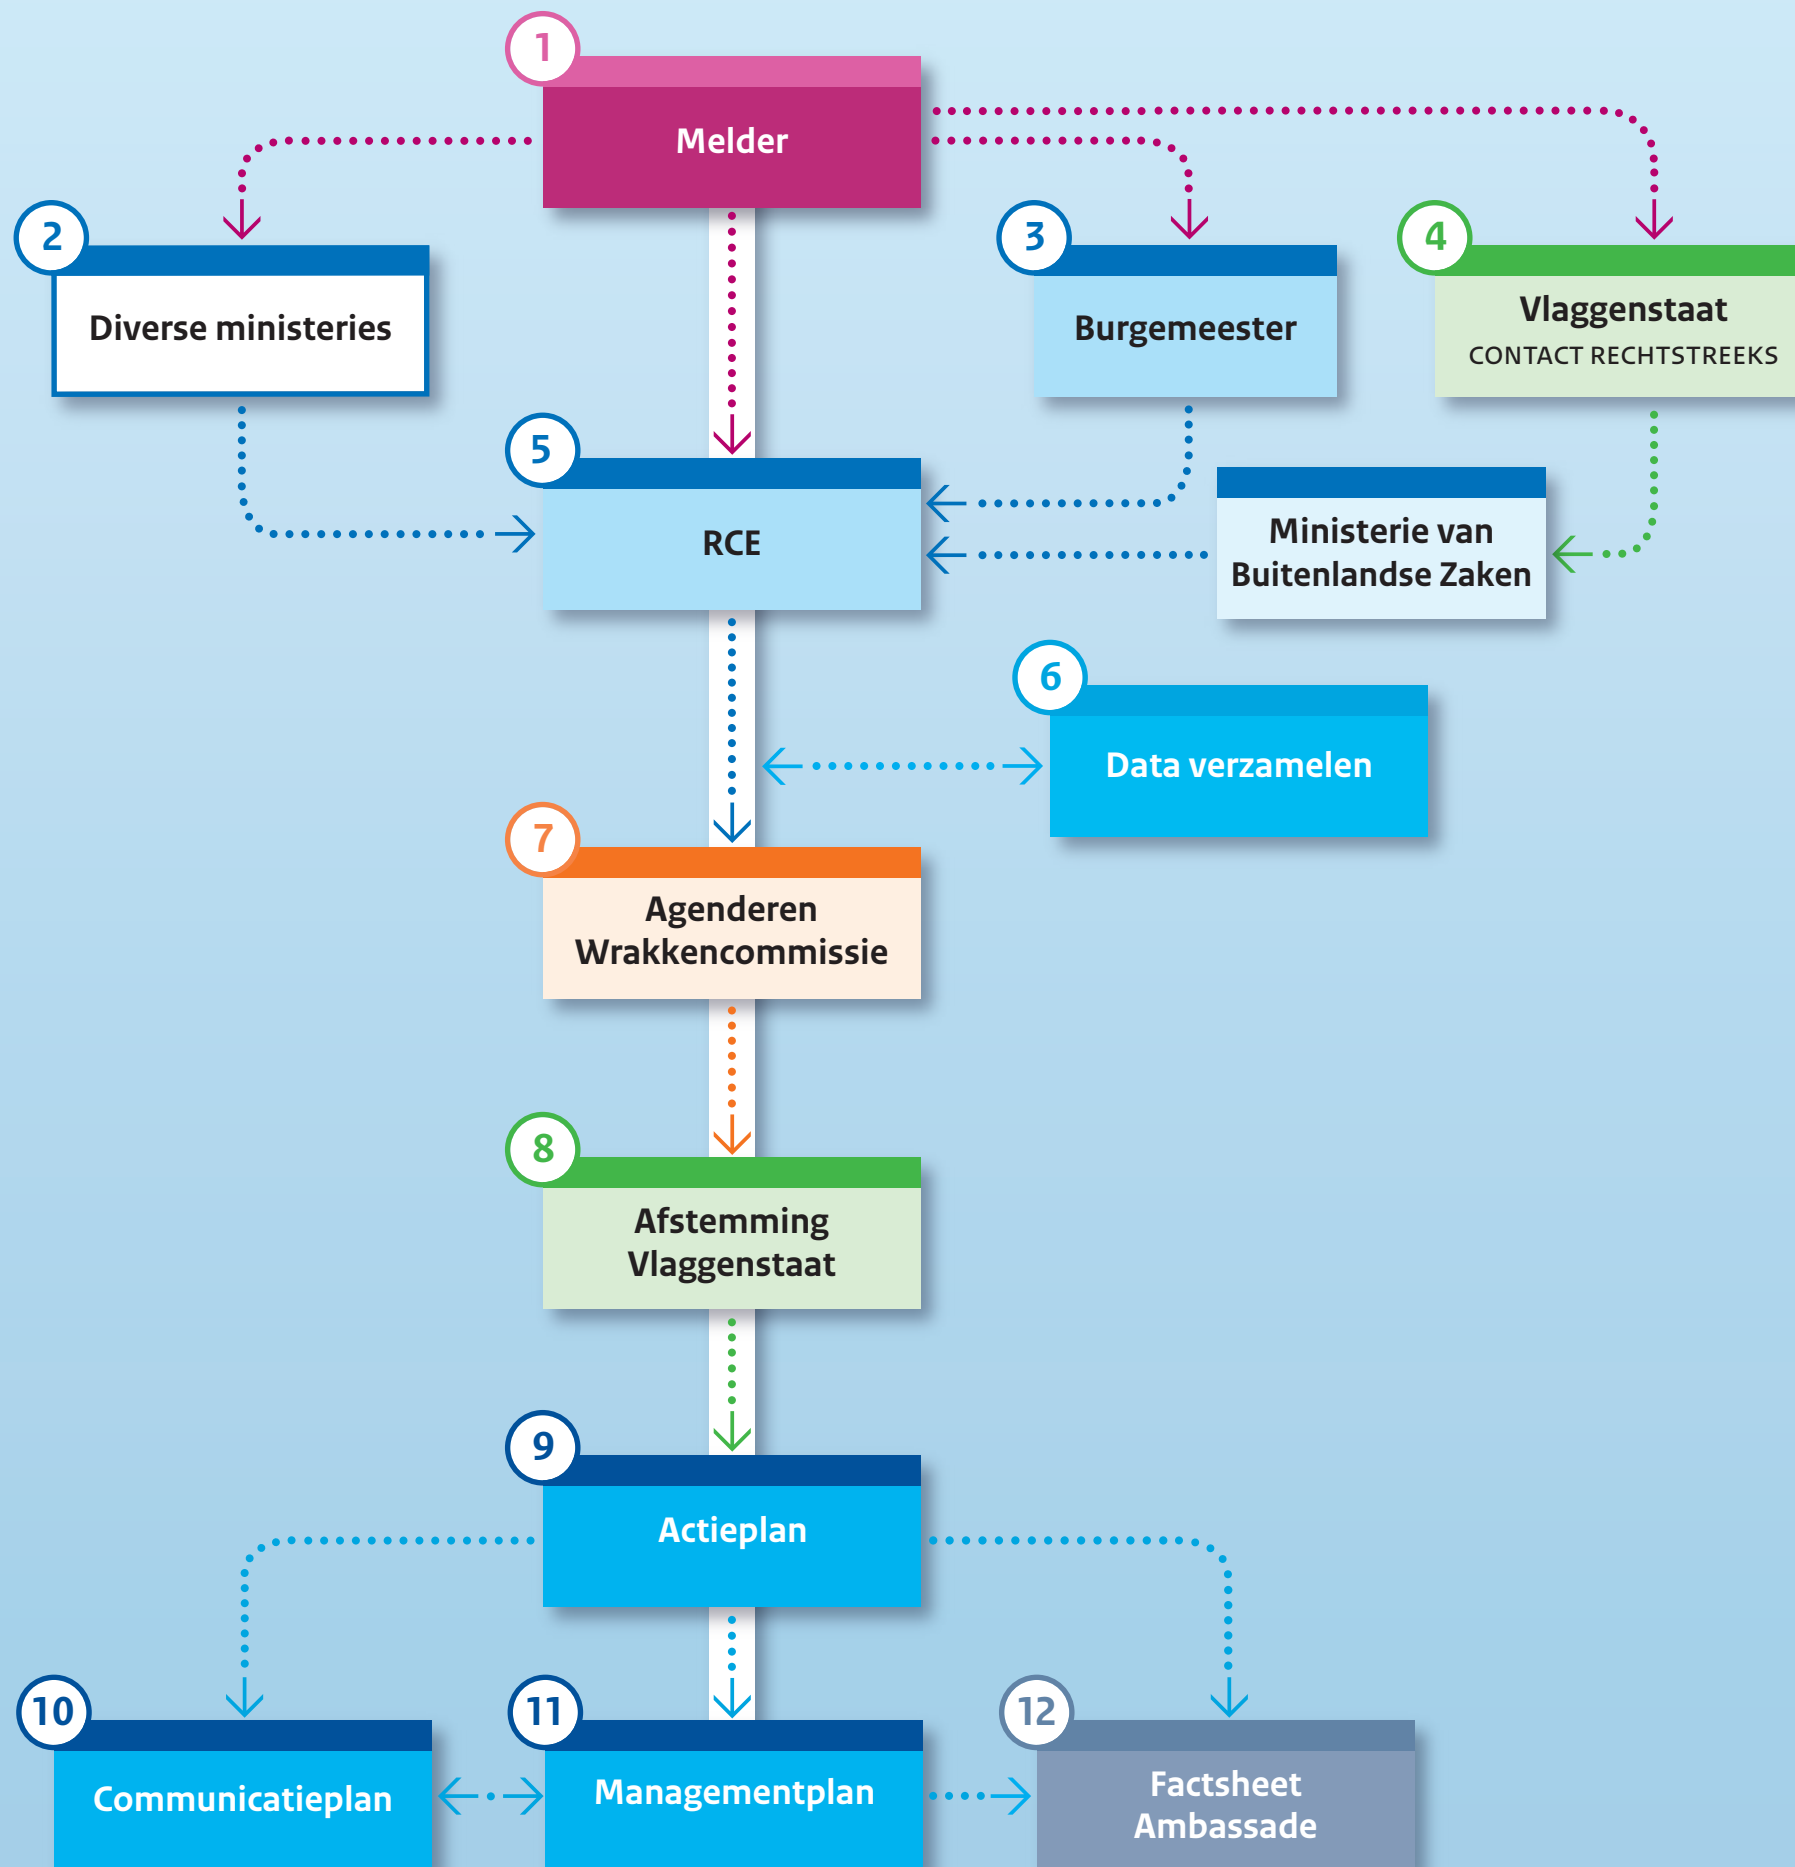 1
Melder
2
Diverse ministeries
3
Burgemeester
4
Vlaggenstaat
CONTACT RECHTSTREEKS
5
RCE
Ministerie van
Buitenlandse Zaken
6
Data verzamelen
7
Agenderen
Wrakkencommissie
8
Afstemming
Vlaggenstaat
9
Actieplan
10
Communicatieplan
11
Managementplan
12
Factsheet
Ambassade